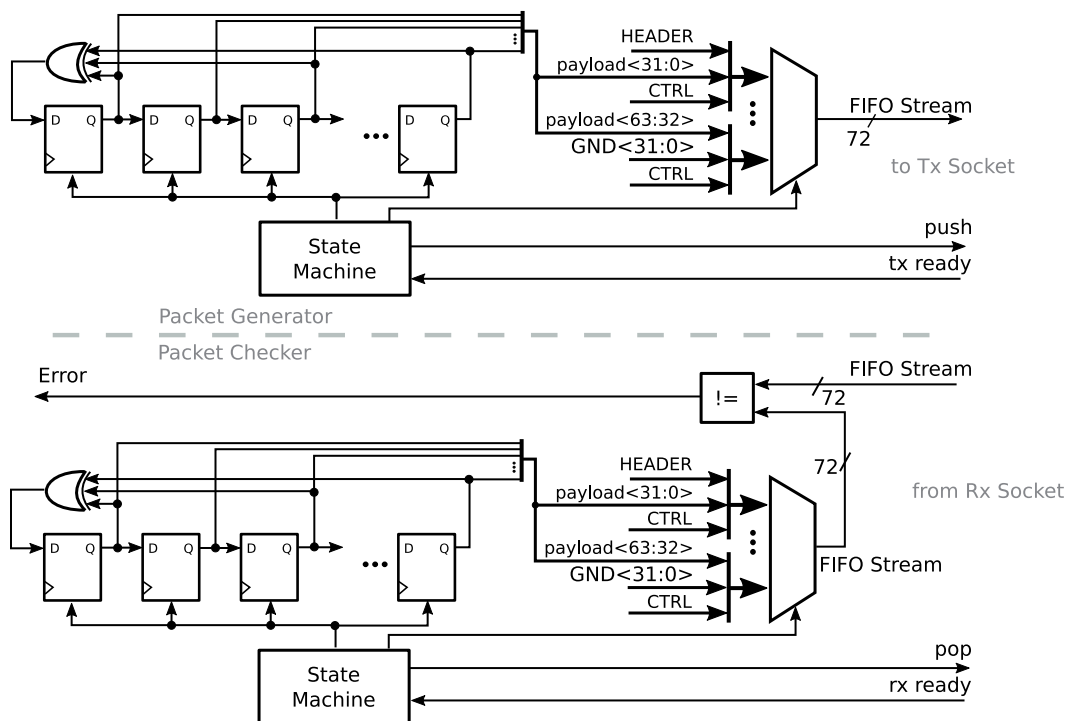 HEADER
payload<31:0>
CTRL
payload<63:32>
GND<31:0>
CTRL
FIFO Stream
72
to Tx Socket
D Q
D Q
D Q
D Q
State
Machine
push
tx ready
Packet Generator
Packet Checker
Error
!=
FIFO Stream
72
72
HEADER
payload<31:0>
CTRL
payload<63:32>
GND<31:0>
CTRL
FIFO Stream
from Rx Socket
D Q
D Q
D Q
D Q
State
Machine
pop
rx ready